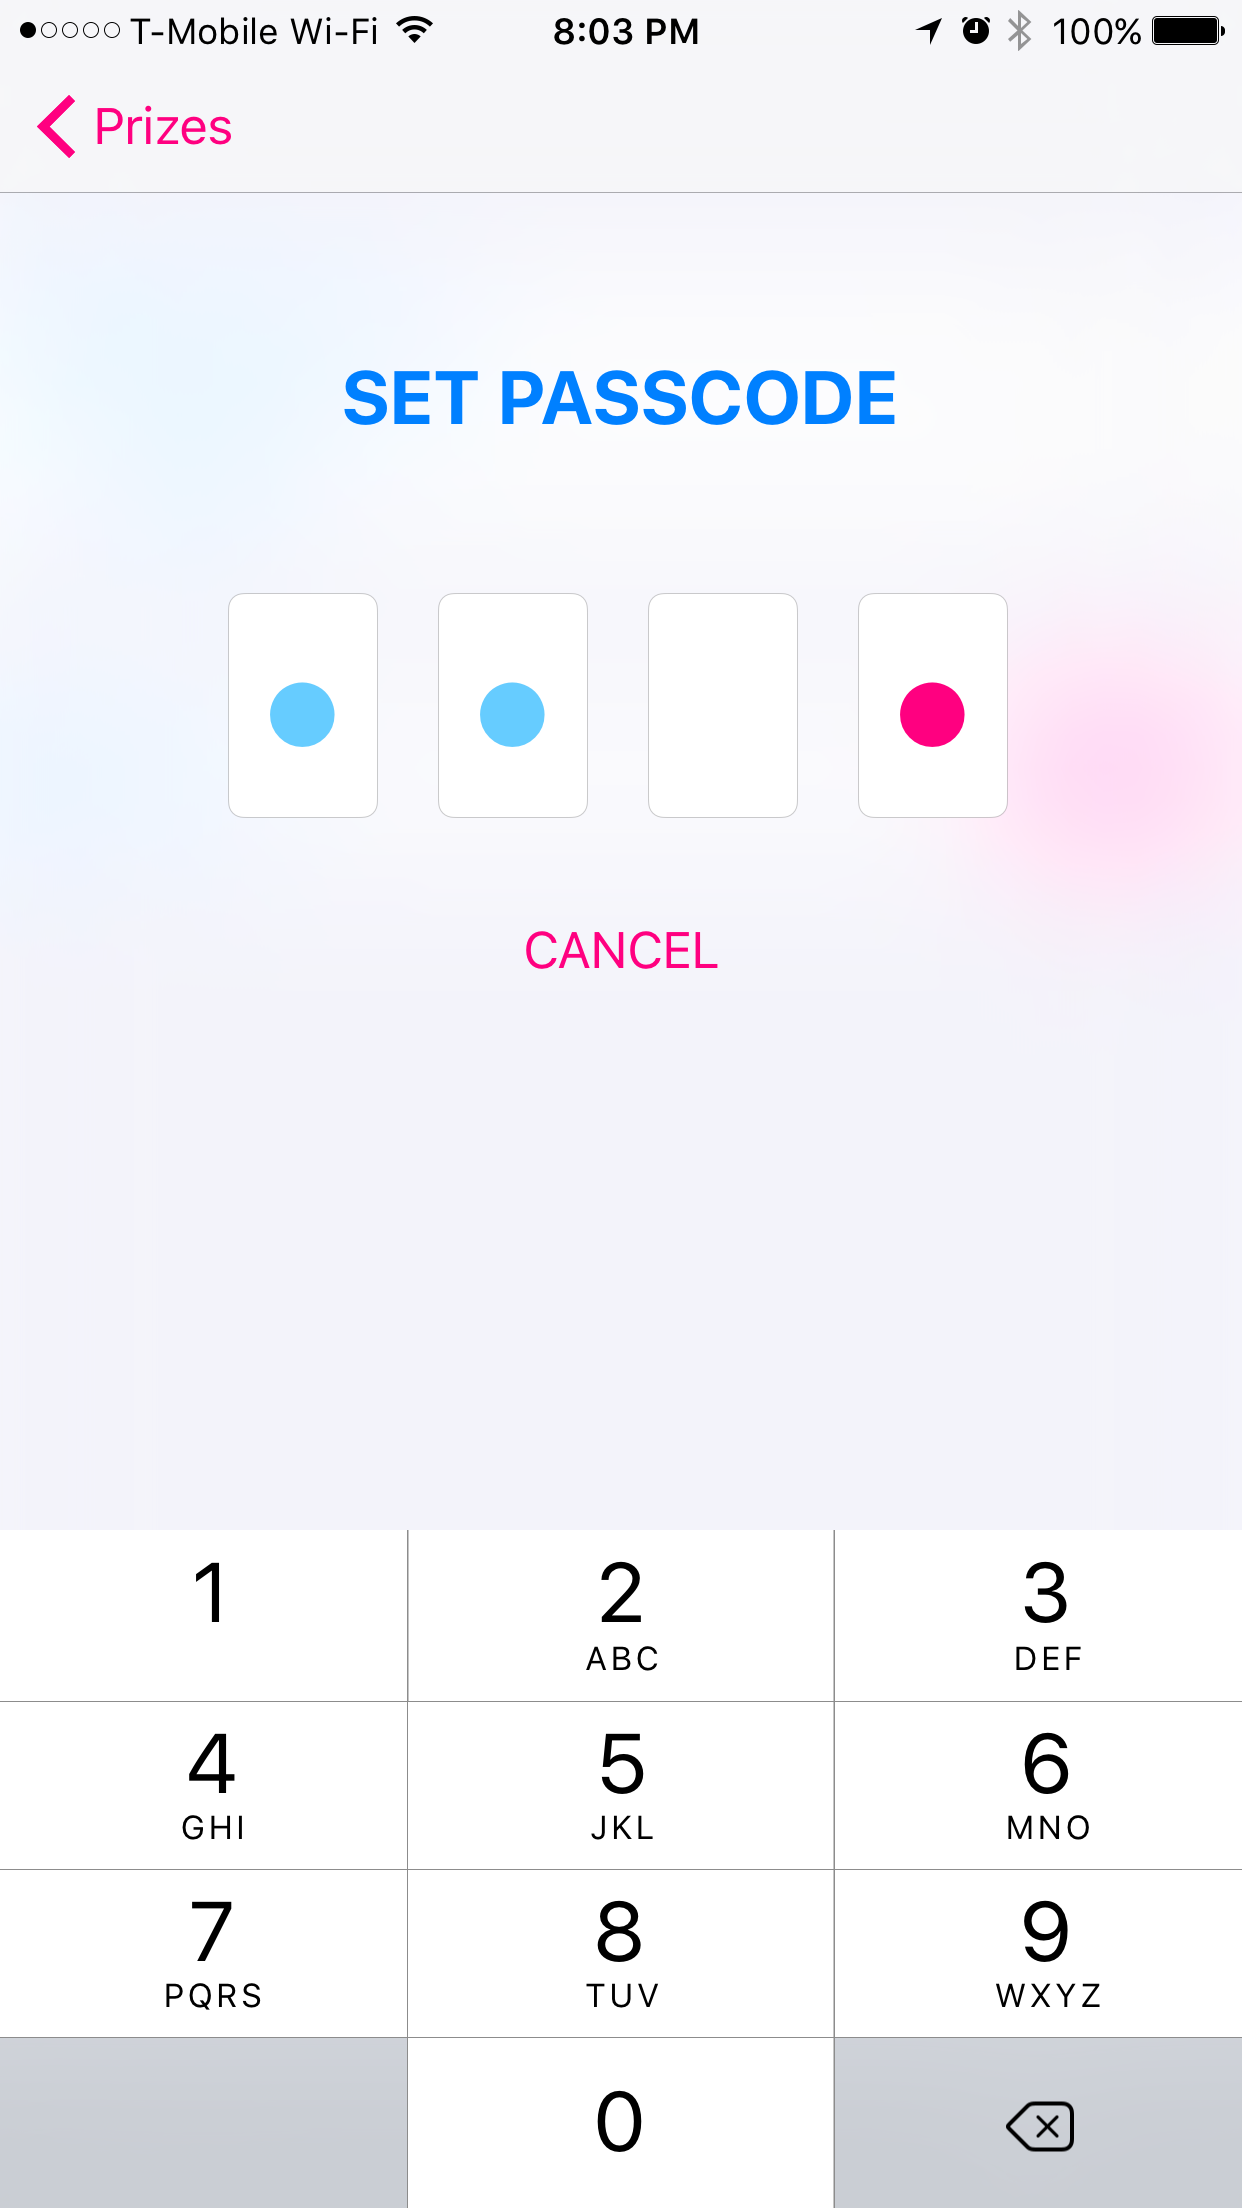 T-Mobile Wi-Fi 8:03 PM 100%
Prizes
SET PASSCODE
CANCEL
1 2 3
ABC DEF
4 5 6
GHI JKL MNO
7 8 9
PQRS TUV WXYZ
0